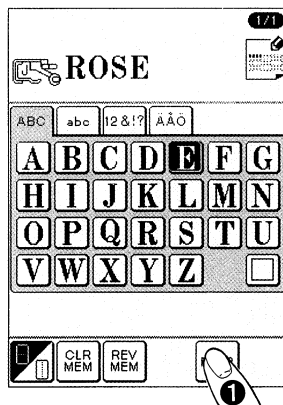 1/1
ROSE
ABC abc 12&!? ÄÅÖ
A B C D E F G
H I J K L M N
O P Q R S T U
V W X Y Z
CLR MEM REV MEM
1